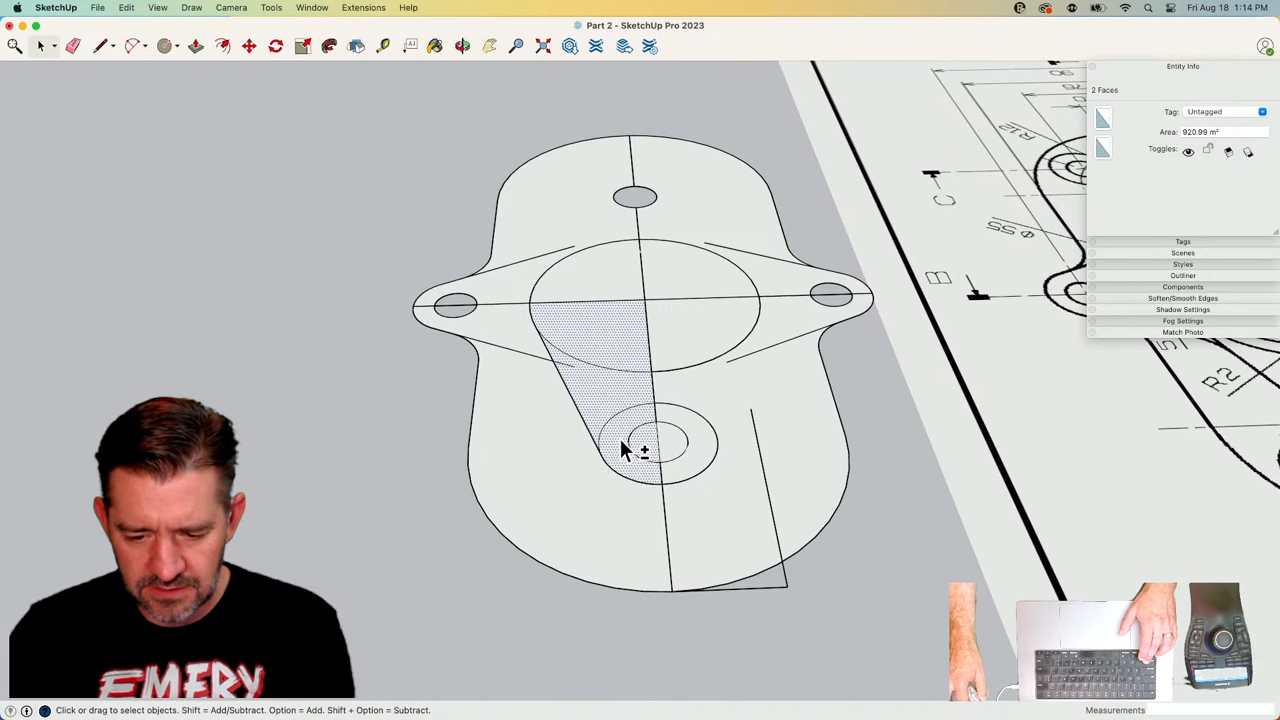 SketchUp File Edit View Draw Camera Tools Window Extensions Help
Fri Aug 18 1:14 PM
Part 2 - SketchUp Pro 2023
Entity Info
2 Faces
Tag: Untagged
Area: 920.99 m²
Toggles:
Tags
Scenes
Styles
Outliner
Components
Soften/Smooth Edges
Shadow Settings
Fog Settings
Match Photo
R12
C
Φ55
B
R2
EMERY
Click or drag to select objects. Shift = Add/Subtract. Option = Add. Shift + Option = Subtract.
Measurements